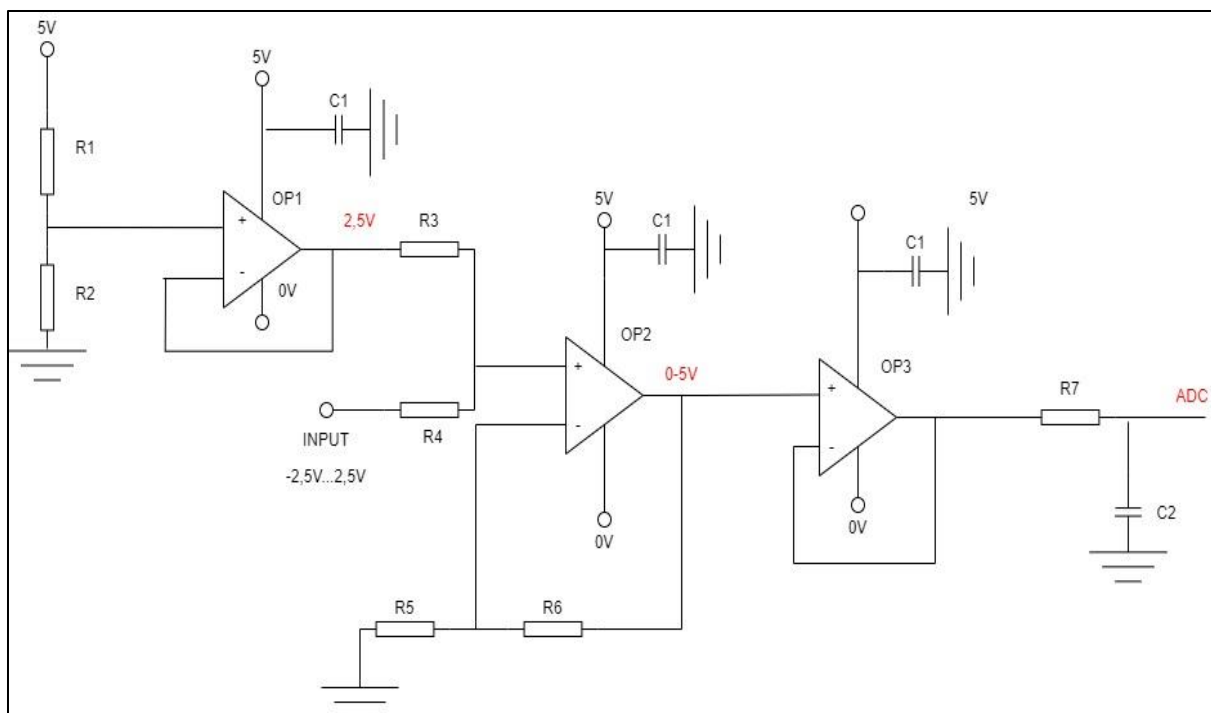 5V
5V
C1
R1
OP1
+
-
2,5V
R3
5V
C1
5V
C1
R2
0V
OP2
+
-
0-5V
OP3
+
-
R7
ADC
INPUT
R4
-2,5V...2,5V
0V
0V
C2
R5
R6